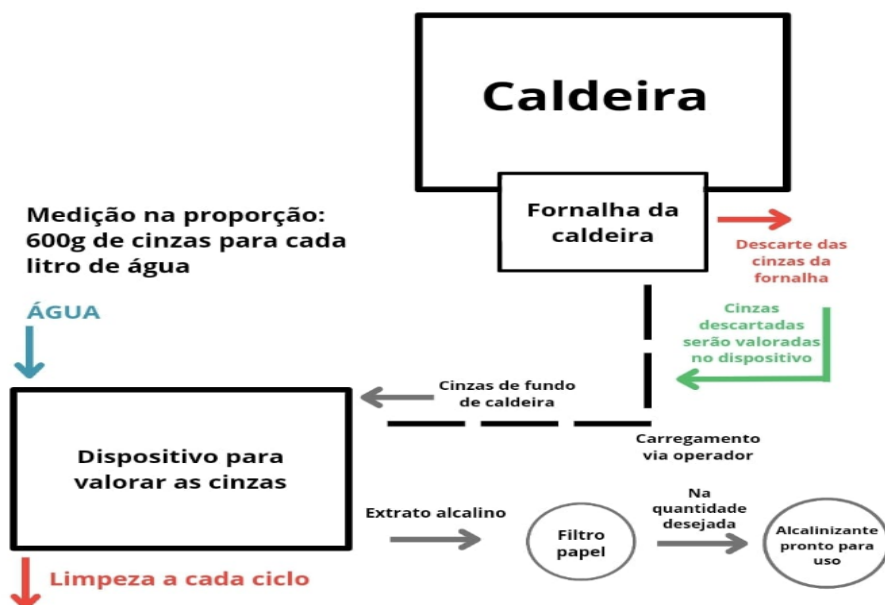 Caldeira
Fornalha da
caldeira
Medição na proporção:
600g de cinzas para cada
litro de água
Descarte das
cinzas da
fornalha
ÁGUA
Cinzas
descartadas
serão valoradas
no dispositivo
Cinzas de fundo
de caldeira
Carregamento
via operador
Dispositivo para
valorar as cinzas
Extrato alcalino
Filtro
papel
Na
quantidade
desejada
Alcalinizante
pronto para
uso
Limpeza a cada ciclo